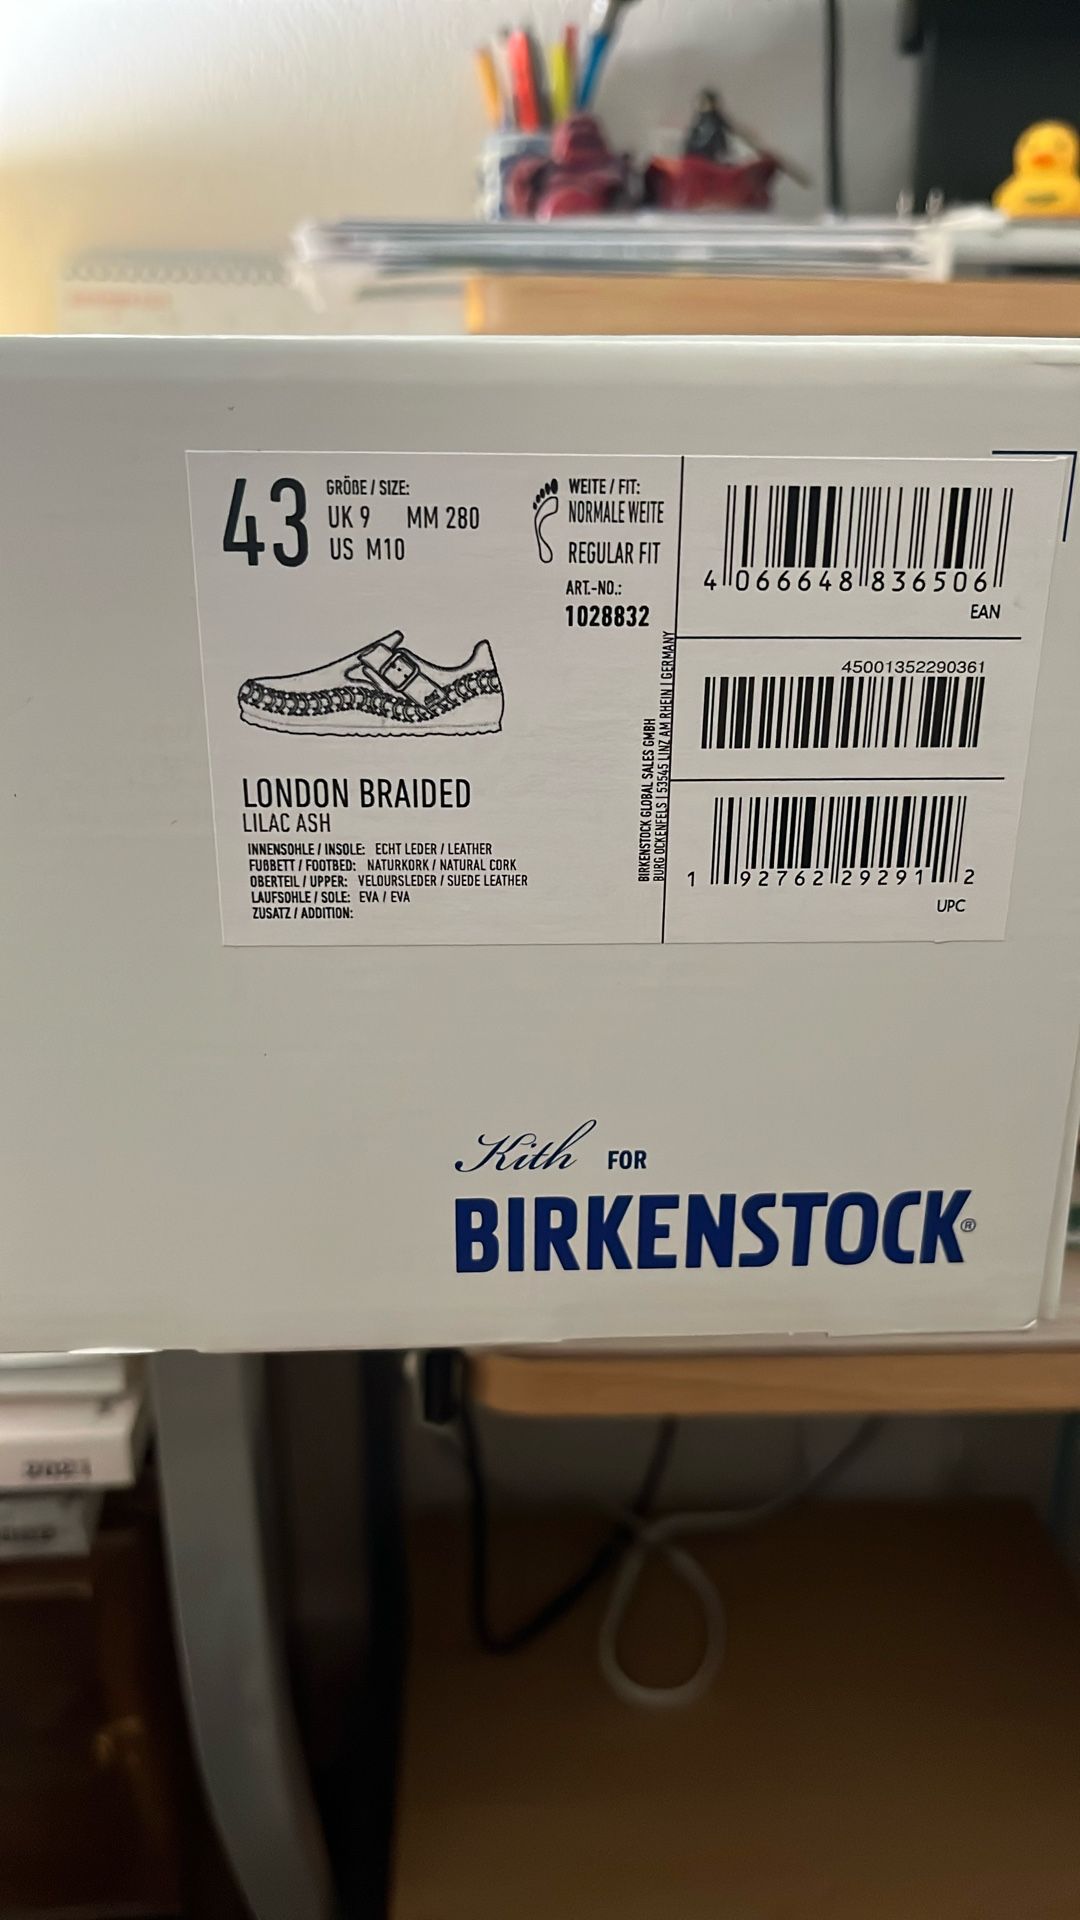 43
GRÖßE / SIZE:
UK 9 MM 280
US M10
WEITE / FIT:
NORMALE WEITE
REGULAR FIT
ART.-NO.:
1028832
LONDON BRAIDED
LILAC ASH
INNENSOHLE / INSOLE: ECHT LEDER / LEATHER
FUßBETT / FOOTBED: NATURKORK / NATURAL CORK
OBERTEIL / UPPER: VELOURSLEDER / SUEDE LEATHER
LAUFSOHLE / SOLE: EVA / EVA
ZUSATZ / ADDITION:
BIRKENSTOCK GLOBAL SALES GMBH
BURG OCKENFELS | 53545 LINZ AM RHEIN | GERMANY
4 066648 836506
EAN
45001352290361
1 92762 29291 2
UPC
Kith FOR
BIRKENSTOCK®